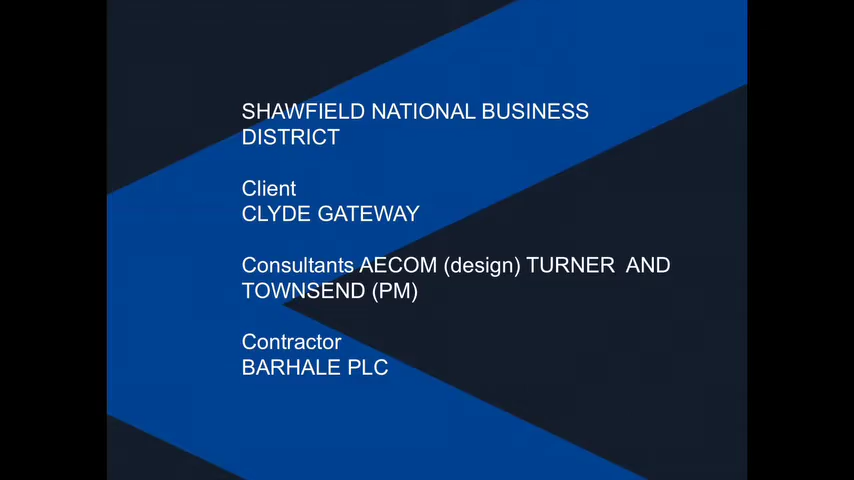 SHAWFIELD NATIONAL BUSINESS
DISTRICT
Client
CLYDE GATEWAY
Consultants AECOM (design) TURNER  AND
TOWNSEND (PM)
Contractor
BARHALE PLC